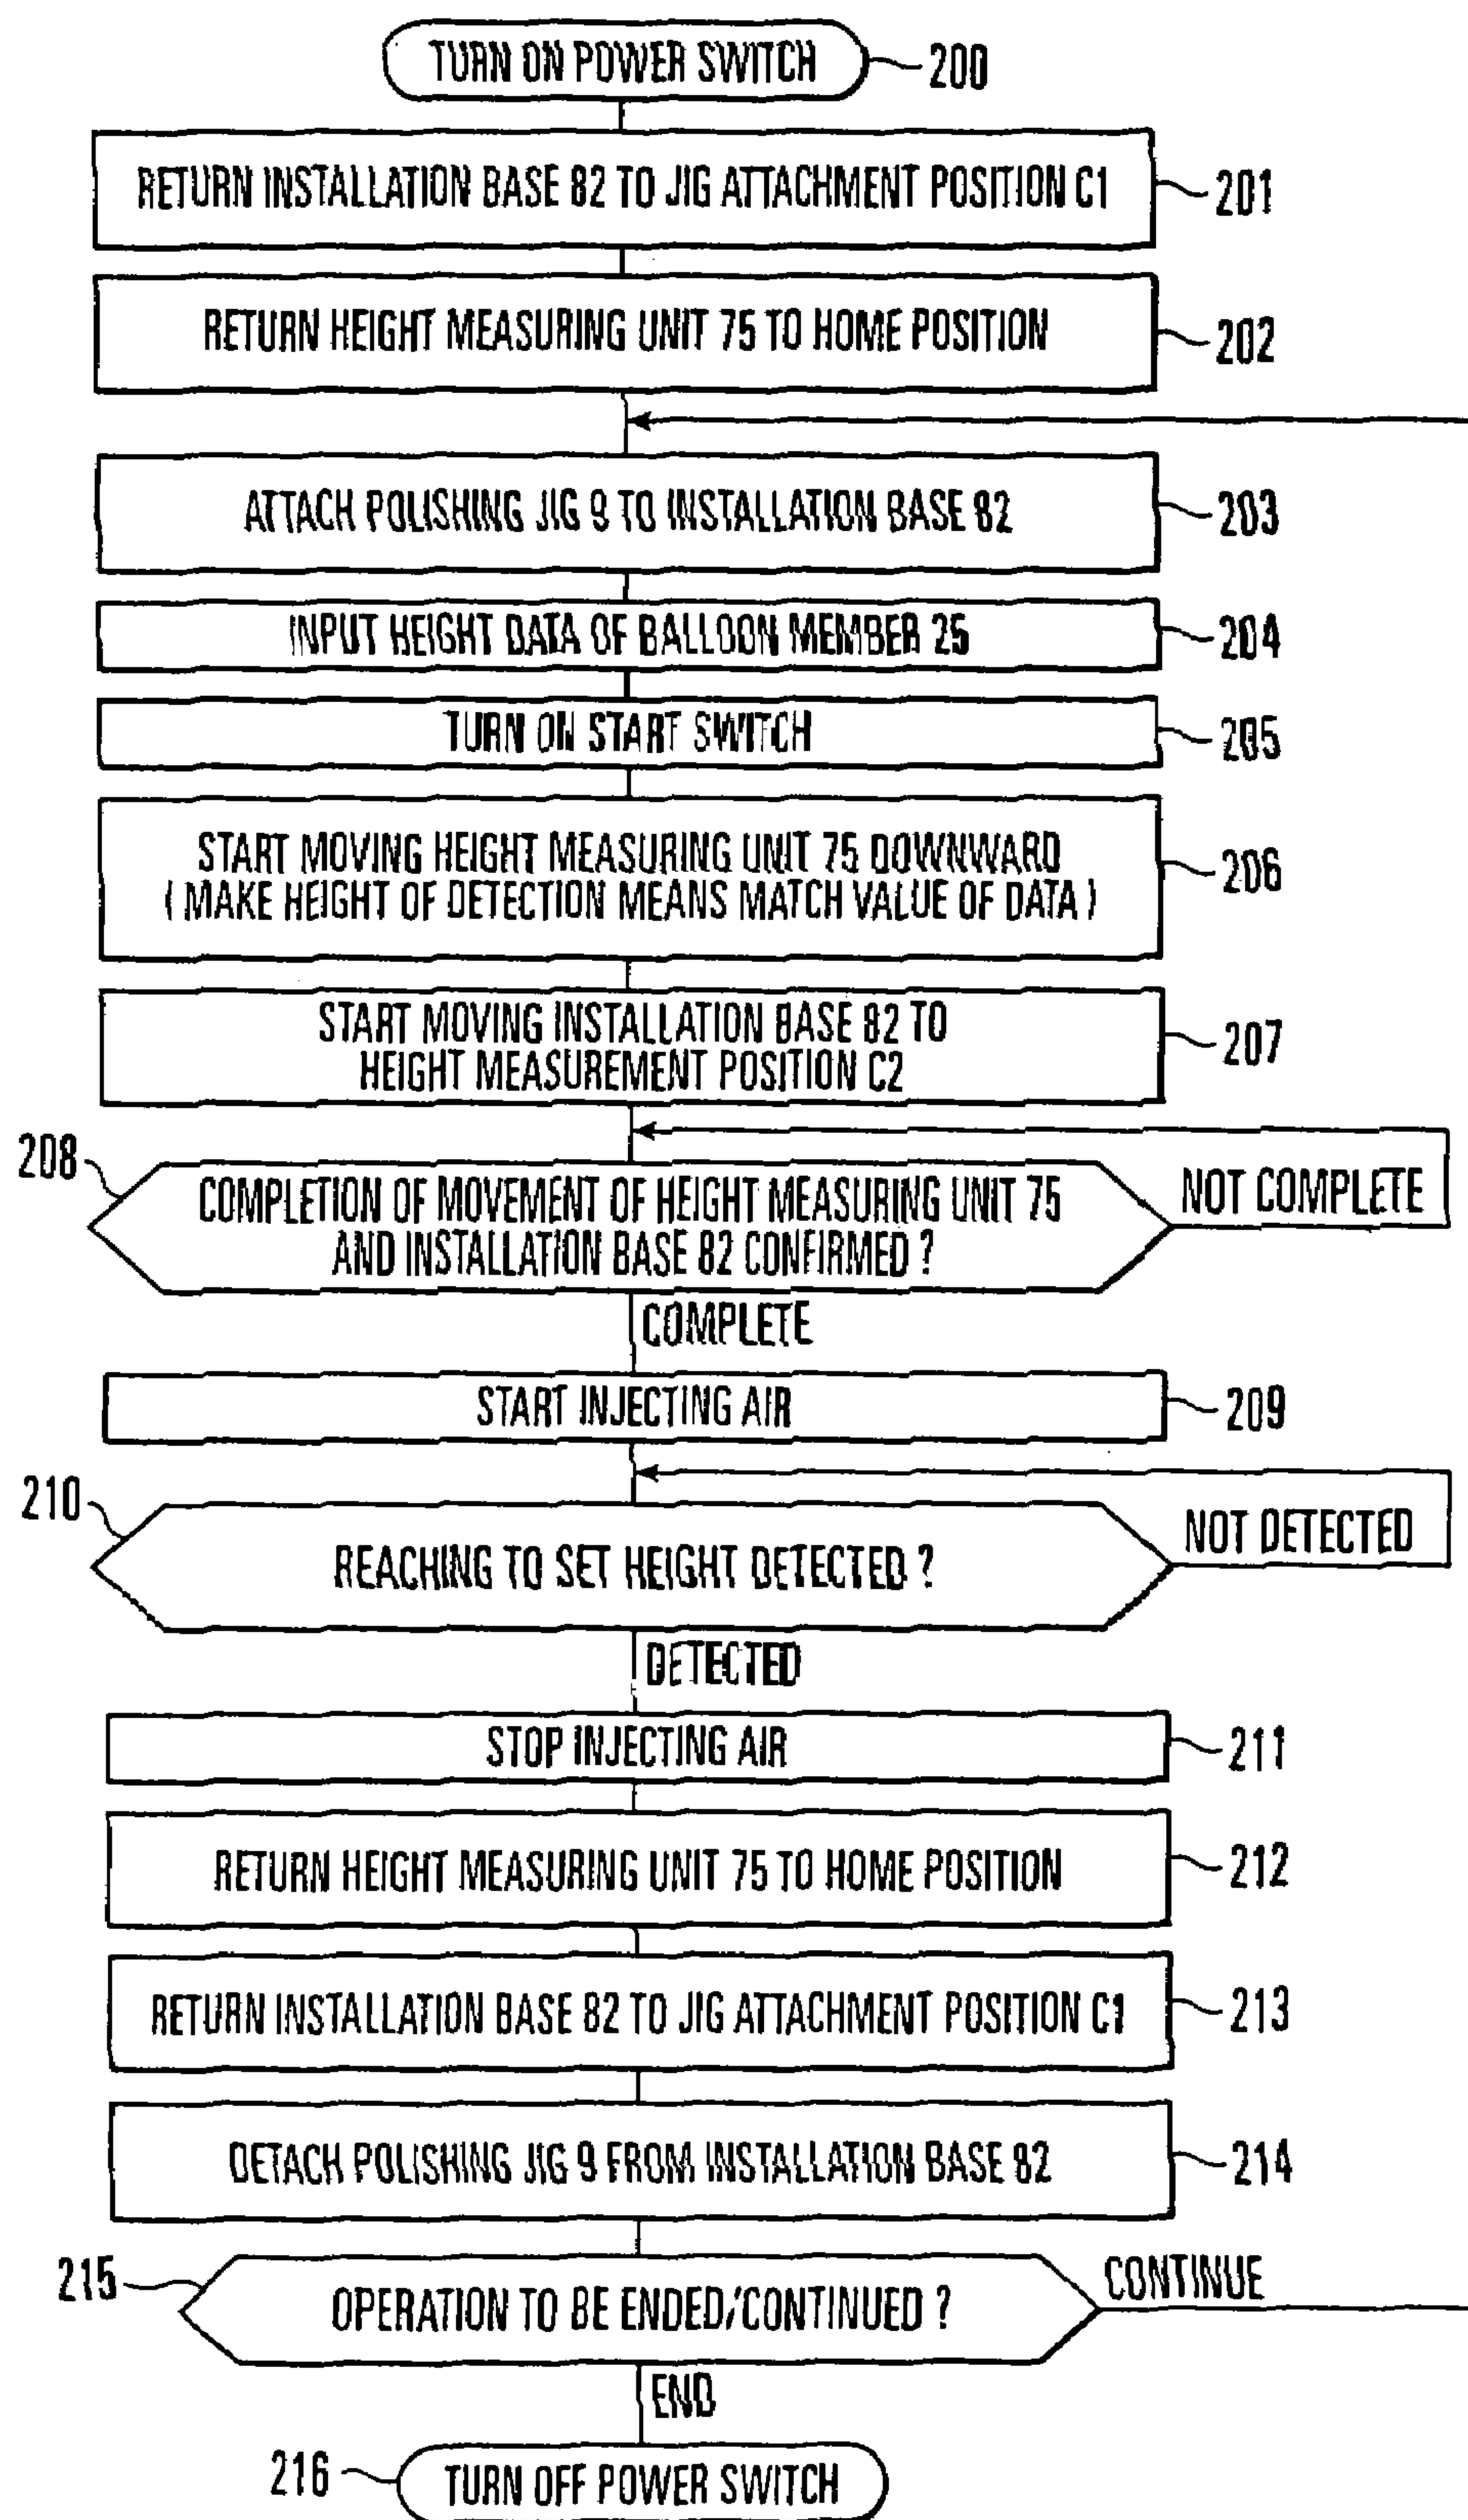 TURN ON POWER SWITCH
200
RETURN INSTALLATION BASE 82 TO JIG ATTACHMENT POSITION C1
201
RETURN HEIGHT MEASURING UNIT 75 TO HOME POSITION
202
ATTACH POLISHING JIG 9 TO INSTALLATION BASE 82
203
INPUT HEIGHT DATA OF BALLOON MEMBER 25
204
TURN ON START SWITCH
205
START MOVING HEIGHT MEASURING UNIT 75 DOWNWARD
( MAKE HEIGHT OF DETECTION MEANS MATCH VALUE OF DATA )
206
START MOVING INSTALLATION BASE 82 TO
HEIGHT MEASUREMENT POSITION C2
207
208
COMPLETION OF MOVEMENT OF HEIGHT MEASURING UNIT 75
AND INSTALLATION BASE 82 CONFIRMED ?
NOT COMPLETE
COMPLETE
START INJECTING AIR
209
210
REACHING TO SET HEIGHT DETECTED ?
NOT DETECTED
DETECTED
STOP INJECTING AIR
211
RETURN HEIGHT MEASURING UNIT 75 TO HOME POSITION
212
RETURN INSTALLATION BASE 82 TO JIG ATTACHMENT POSITION C1
213
DETACH POLISHING JIG 9 FROM INSTALLATION BASE 82
214
215
OPERATION TO BE ENDED/CONTINUED ?
CONTINUE
END
216
TURN OFF POWER SWITCH